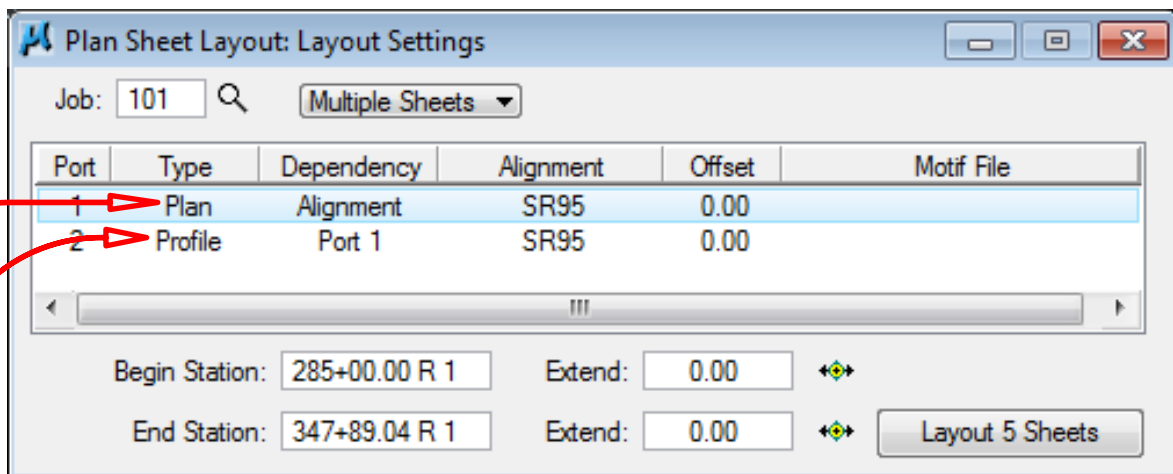 Plan Sheet Layout: Layout Settings
Job: 101 Multiple Sheets
Port Type Dependency Alignment Offset Motif File
1 Plan Alignment SR95 0.00
2 Profile Port 1 SR95 0.00
Begin Station: 285+00.00 R 1 Extend: 0.00
End Station: 347+89.04 R 1 Extend: 0.00 Layout 5 Sheets